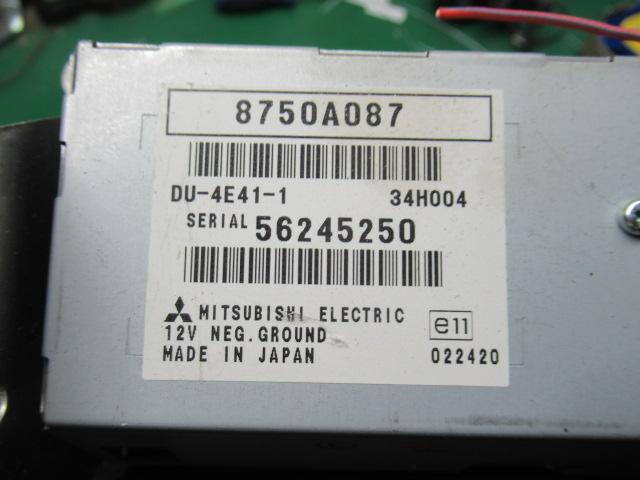 8750A087
DU-4E41-1 34H004
SERIAL 56245250
MITSUBISHI ELECTRIC
12V NEG.GROUND e11
MADE IN JAPAN 022420